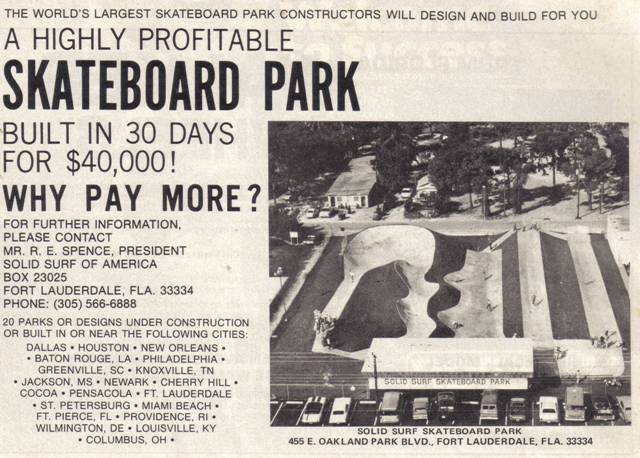 THE WORLD'S LARGEST SKATEBOARD PARK CONSTRUCTORS WILL DESIGN AND BUILD FOR YOU
A HIGHLY PROFITABLE
SKATEBOARD PARK
BUILT IN 30 DAYS
FOR $40,000!
WHY PAY MORE?
FOR FURTHER INFORMATION,
PLEASE CONTACT
MR. R. E. SPENCE, PRESIDENT
SOLID SURF OF AMERICA
BOX 23025
FORT LAUDERDALE, FLA. 33334
PHONE: (305) 566-6888
20 PARKS OR DESIGNS UNDER CONSTRUCTION
OR BUILT IN OR NEAR THE FOLLOWING CITIES:
DALLAS • HOUSTON • NEW ORLEANS •
• BATON ROUGE, LA • PHILADELPHIA •
GREENVILLE, SC • KNOXVILLE, TN
• JACKSON, MS • NEWARK • CHERRY HILL •
COCOA • PENSACOLA • FT. LAUDERDALE
• ST. PETERSBURG • MIAMI BEACH •
FT. PIERCE, FL • PROVIDENCE, RI •
WILMINGTON, DE • LOUISVILLE, KY
• COLUMBUS, OH •
SOLID SURF SKATEBOARD PARK
SOLID SURF SKATEBOARD PARK
455 E. OAKLAND PARK BLVD., FORT LAUDERDALE, FLA. 33334